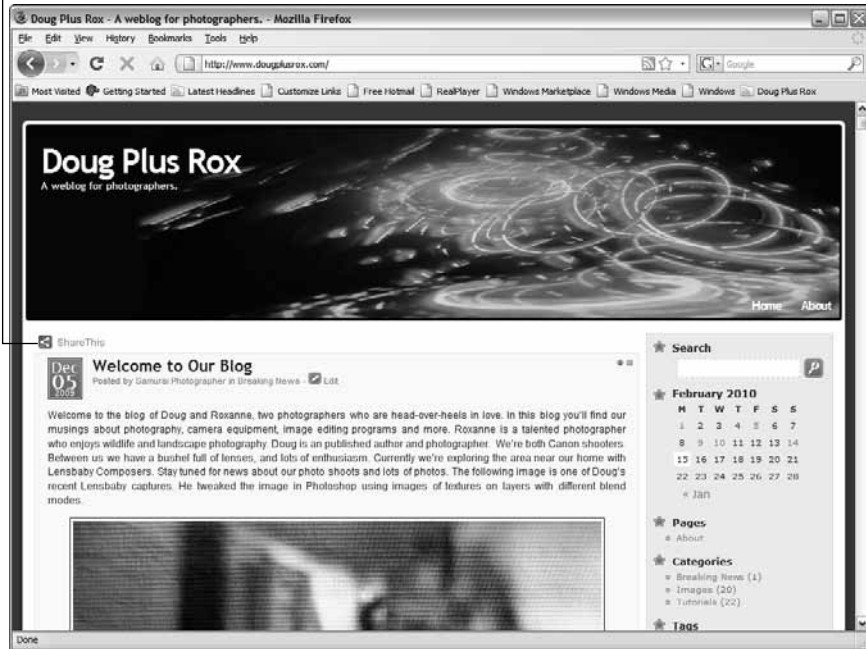 Doug Plus Rox - A weblog for photographers. - Mozilla Firefox
File Edit View History Bookmarks Tools Help
http://www.dougplusrox.com/
Google
Most Visited Getting Started Latest Headlines Customize Links Free Hotmail RealPlayer Windows Marketplace Windows Media Windows Doug Plus Rox
Doug Plus Rox
A weblog for photographers.
Home About
ShareThis
Dec
05
2009
Welcome to Our Blog
Posted by Samurai Photographer in Breaking News - Edit
Welcome to the blog of Doug and Roxanne, two photographers who are head-over-heels in love. In this blog you'll find our
musings about photography, camera equipment, image editing programs and more. Roxanne is a talented photographer
who enjoys wildlife and landscape photography. Doug is an published author and photographer. We're both Canon shooters.
Between us we have a bushel full of lenses, and lots of enthusiasm. Currently we're exploring the area near our home with
Lensbaby Composers. Stay tuned for news about our photo shoots and lots of photos. The following image is one of Doug's
recent Lensbaby captures. He tweaked the image in Photoshop using images of textures on layers with different blend
modes.
Search
February 2010
M T W T F S S
1 2 3 4 5 6 7
8 9 10 11 12 13 14
15 16 17 18 19 20 21
22 23 24 25 26 27 28
« Jan
Pages
About
Categories
Breaking News (1)
Images (20)
Tutorials (22)
Tags
Done